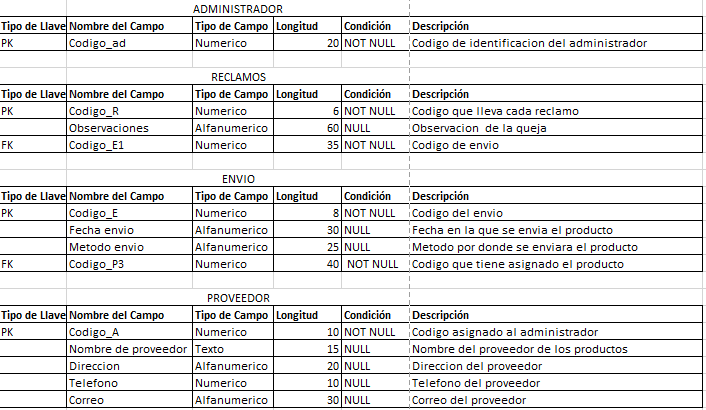 ADMINISTRADOR
Tipo de Llave Nombre del Campo Tipo de Campo Longitud Condición Descripción
PK Codigo_ad Numerico 20 NOT NULL Codigo de identificacion del administrador
RECLAMOS
Tipo de Llave Nombre del Campo Tipo de Campo Longitud Condición Descripción
PK Codigo_R Numerico 6 NOT NULL Codigo que lleva cada reclamo
Observaciones Alfanumerico 60 NULL Observacion de la queja
FK Codigo_E1 Numerico 35 NOT NULL Codigo de envio
ENVIO
Tipo de Llave Nombre del Campo Tipo de Campo Longitud Condición Descripción
PK Codigo_E Numerico 8 NOT NULL Codigo del envio
Fecha envio Alfanumerico 30 NULL Fecha en la que se envia el producto
Metodo envio Alfanumerico 25 NULL Metodo por donde se enviara el producto
FK Codigo_P3 Numerico 40 NOT NULL Codigo que tiene asignado el producto
PROVEEDOR
Tipo de Llave Nombre del Campo Tipo de Campo Longitud Condición Descripción
PK Codigo_A Numerico 10 NOT NULL Codigo asignado al administrador
Nombre de proveedor Texto 15 NULL Nombre del proveedor de los productos
Direccion Alfanumerico 20 NULL Direccion del proveedor
Telefono Numerico 10 NULL Telefono del proveedor
Correo Alfanumerico 30 NULL Correo del proveedor